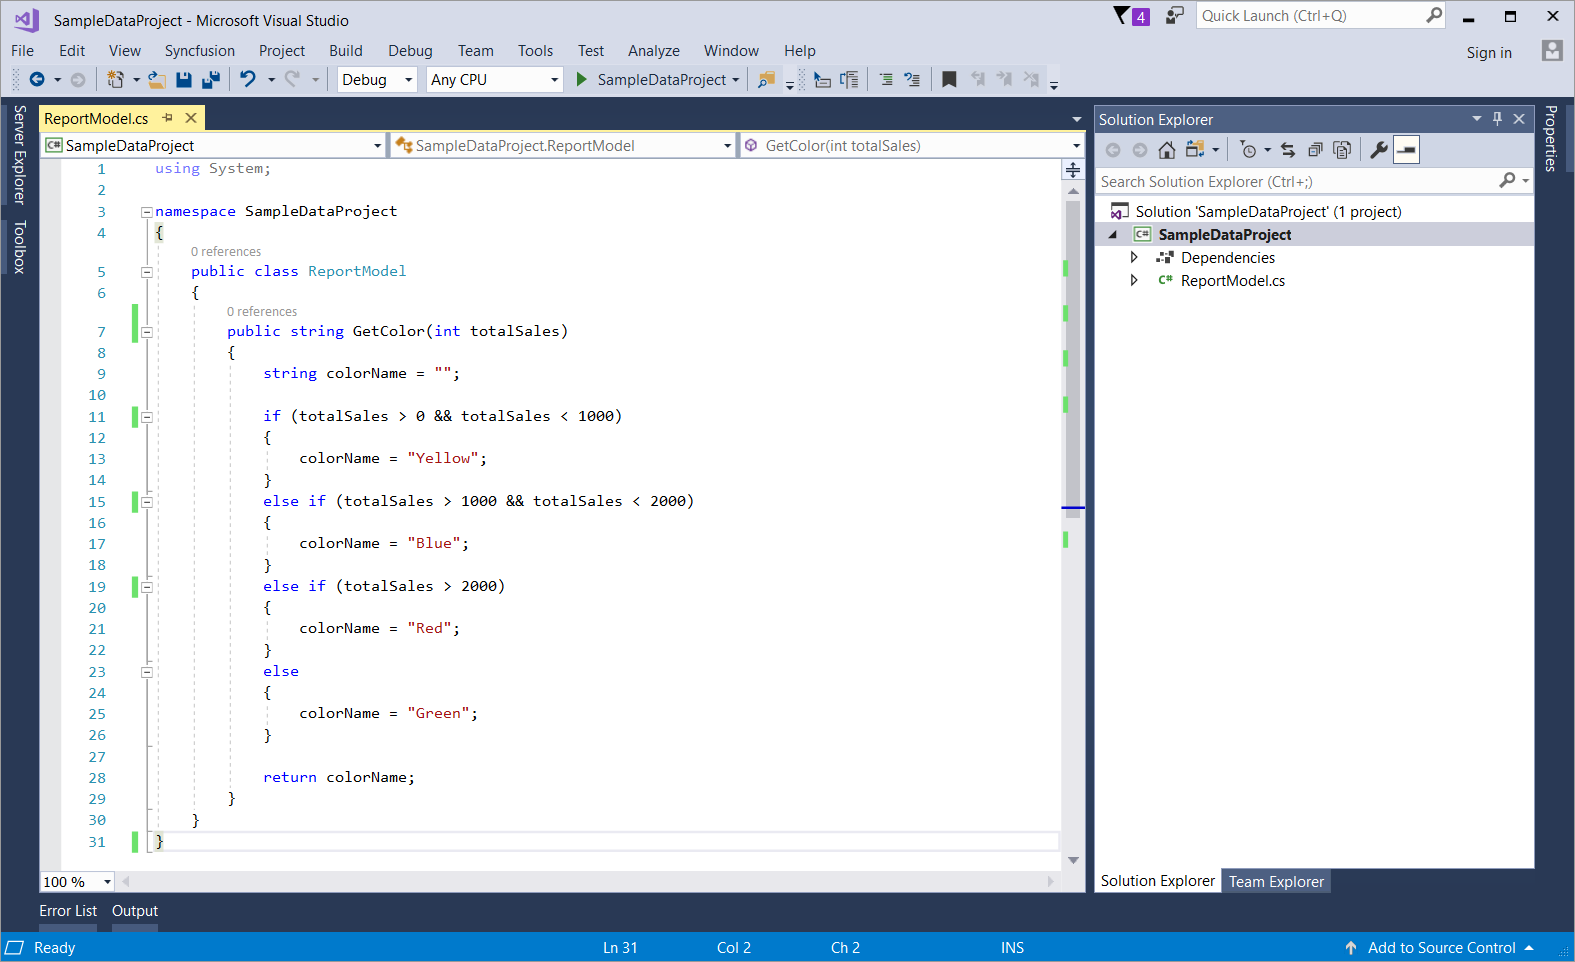 SampleDataProject - Microsoft Visual Studio
4
Quick Launch (Ctrl+Q)
File Edit View Syncfusion Project Build Debug Team Tools Test Analyze Window Help
Sign in
Debug Any CPU SampleDataProject
Server Explorer
Toolbox
ReportModel.cs
SampleDataProject SampleDataProject.ReportModel GetColor(int totalSales)
1 using System;
2
3 namespace SampleDataProject
4 {
0 references
5 public class ReportModel
6 {
0 references
7 public string GetColor(int totalSales)
8 {
9 string colorName = "";
10
11 if (totalSales > 0 && totalSales < 1000)
12 {
13 colorName = "Yellow";
14 }
15 else if (totalSales > 1000 && totalSales < 2000)
16 {
17 colorName = "Blue";
18 }
19 else if (totalSales > 2000)
20 {
21 colorName = "Red";
22 }
23 else
24 {
25 colorName = "Green";
26 }
27
28 return colorName;
29 }
30 }
31 }
100 %
Solution Explorer
Search Solution Explorer (Ctrl+;)
Solution 'SampleDataProject' (1 project)
C# SampleDataProject
Dependencies
C# ReportModel.cs
Solution Explorer Team Explorer
Properties
Error List Output
Ready Ln 31 Col 2 Ch 2 INS Add to Source Control